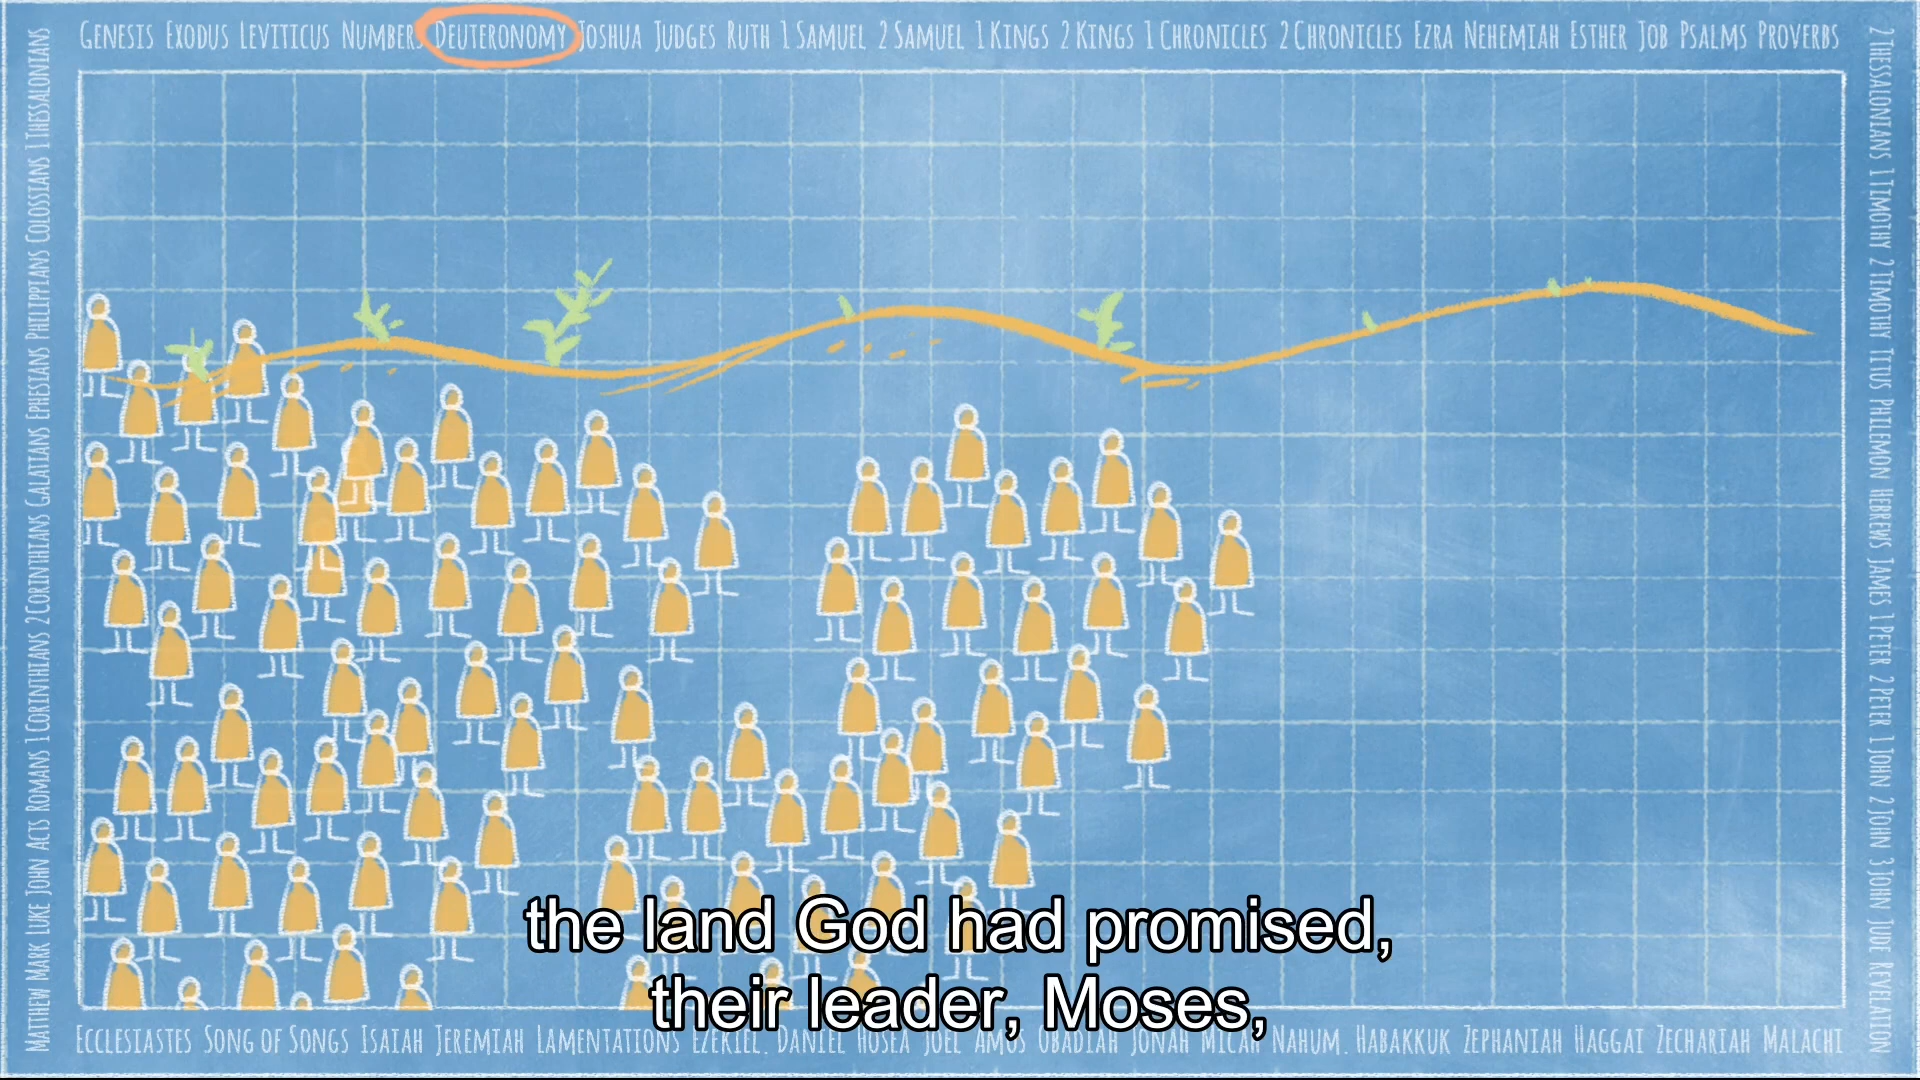 GENESIS EXODUS LEVITICUS NUMBERS DEUTERONOMY JOSHUA JUDGES RUTH 1 SAMUEL 2 SAMUEL 1 KINGS 2 KINGS 1 CHRONICLES 2 CHRONICLES EZRA NEHEMIAH ESTHER JOB PSALMS PROVERBS
MATTHEW MARK LUKE JOHN ACTS ROMANS 1 CORINTHIANS 2 CORINTHIANS GALATIANS EPHESIANS PHILIPPIANS COLOSSIANS 1 THESSALONIANS
2 THESSALONIANS 1 TIMOTHY 2 TIMOTHY TITUS PHILEMON HEBREWS JAMES 1 PETER 2 PETER 1 JOHN 2 JOHN 3 JOHN JUDE REVELATION
the land God had promised,
their leader, Moses,
ECCLESIASTES SONG OF SONGS ISAIAH JEREMIAH LAMENTATIONS EZEKIEL. DANIEL HOSEA JOEL AMOS OBADIAH JONAH MICAH NAHUM. HABAKKUK ZEPHANIAH HAGGAI ZECHARIAH MALACHI